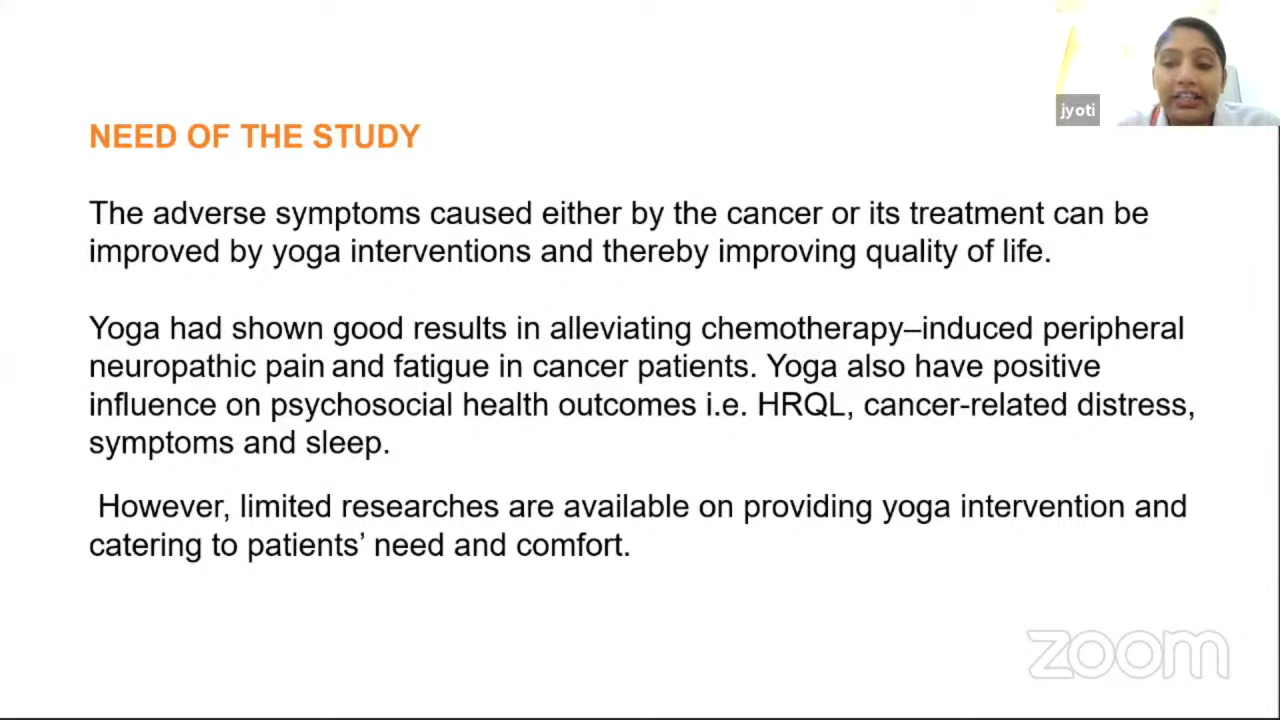 jyoti
NEED OF THE STUDY
The adverse symptoms caused either by the cancer or its treatment can be
improved by yoga interventions and thereby improving quality of life.
Yoga had shown good results in alleviating chemotherapy–induced peripheral
neuropathic pain and fatigue in cancer patients. Yoga also have positive
influence on psychosocial health outcomes i.e. HRQL, cancer-related distress,
symptoms and sleep.
However, limited researches are available on providing yoga intervention and
catering to patients’ need and comfort.
zoom